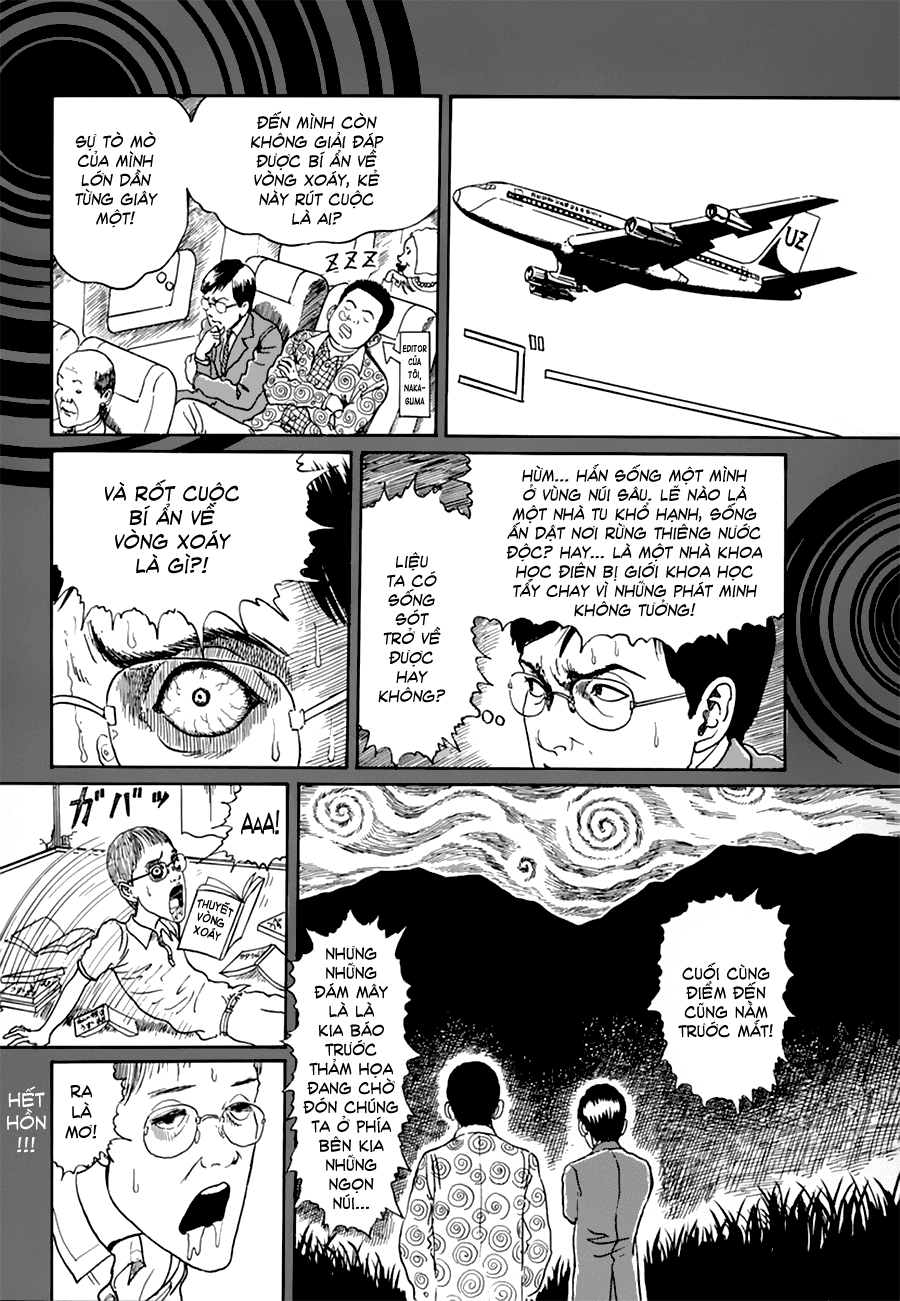 UZ
ĐẾN MÌNH CÒN
KHÔNG GIẢI ĐÁP
ĐƯỢC BÍ ẨN VỀ
VÒNG XOÁY, KẺ
NÀY RÚT CUỘC
LÀ AI?
SỰ TÒ MÒ
CỦA MÌNH
LỚN DẦN
TỪNG GIÂY
MỘT!
ZZZ
EDITOR
CỦA
TÔI,
NAKA-
GUMA
HÙM... HẮN SỐNG MỘT MÌNH
Ở VÙNG NÚI SÂU. LẼ NÀO LÀ
MỘT NHÀ TU KHỔ HẠNH, SỐNG
ẨN DẬT NƠI RỪNG THIÊNG NƯỚC
ĐỘC? HAY... LÀ MỘT NHÀ KHOA
HỌC ĐIÊN BỊ GIỚI KHOA HỌC
TẨY CHAY VÌ NHỮNG PHÁT MINH
KHÔNG TƯỞNG!
LIỆU
TA CÓ
SỐNG
SÓT
TRỞ VỀ
ĐƯỢC
HAY
KHÔNG?
VÀ RỐT CUỘC
BÍ ẨN VỀ
VÒNG XOÁY
LÀ GÌ?!
CUỐI CÙNG
ĐIỂM ĐẾN
CŨNG NẰM
TRƯỚC MẮT!
NHƯNG
NHỮNG
ĐÁM MÂY
LÀ LÀ
KIA BÁO
TRƯỚC
THẢM HỌA
ĐANG CHỜ
ĐÓN CHÚNG
TA Ở PHÍA
BÊN KIA
NHỮNG
NGỌN
NÚI...
ガバッ
AAA!
THUYẾT
VÒNG
XOÁY
RA
LÀ
MƠ!
HẾT
HỒN
!!!